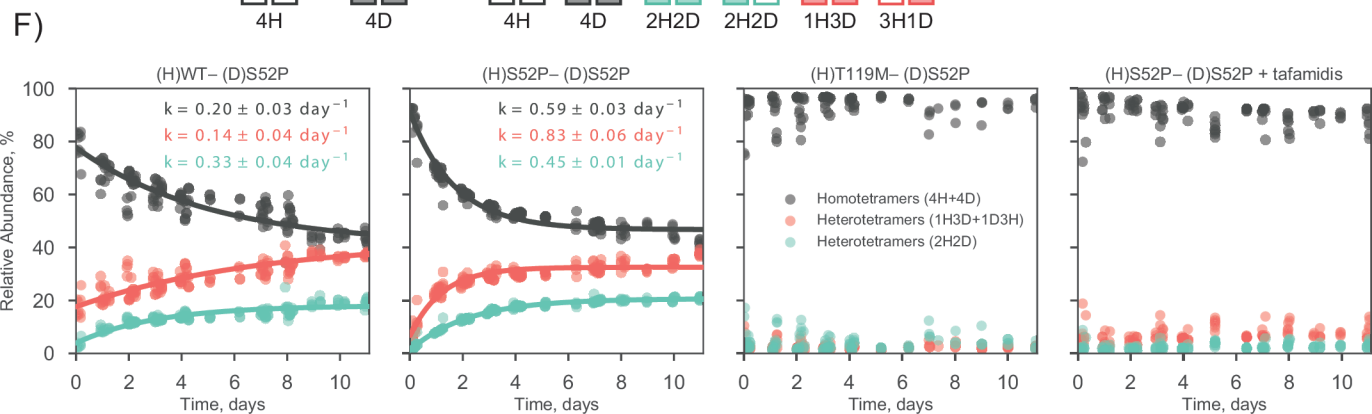 4H 4D 4H 4D 2H2D 2H2D 1H3D 3H1D
F)
(H)WT– (D)S52P (H)S52P– (D)S52P (H)T119M– (D)S52P (H)S52P– (D)S52P + tafamidis
Relative Abundance, %
100
80
60
40
20
0
k = 0.20 ± 0.03 day⁻¹
k = 0.14 ± 0.04 day⁻¹
k = 0.33 ± 0.04 day⁻¹
k = 0.59 ± 0.03 day⁻¹
k = 0.83 ± 0.06 day⁻¹
k = 0.45 ± 0.01 day⁻¹
Homotetramers (4H+4D)
Heterotetramers (1H3D+1D3H)
Heterotetramers (2H2D)
0 2 4 6 8 10 0 2 4 6 8 10 0 2 4 6 8 10 0 2 4 6 8 10
Time, days Time, days Time, days Time, days